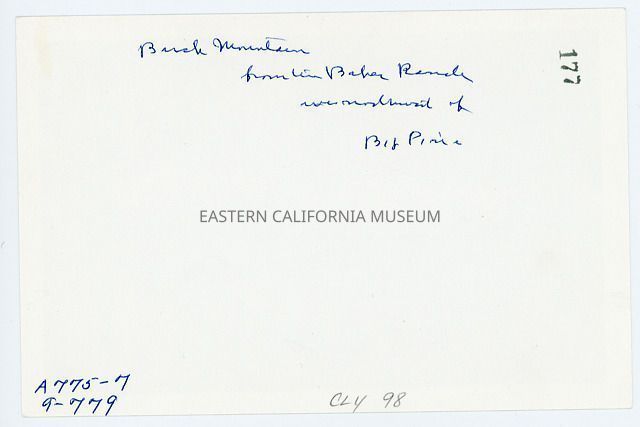 Birch Mountain
from the Baker Ranch
northwest of
Big Pine
177
EASTERN CALIFORNIA MUSEUM
A775-7
9-779
CLY 98